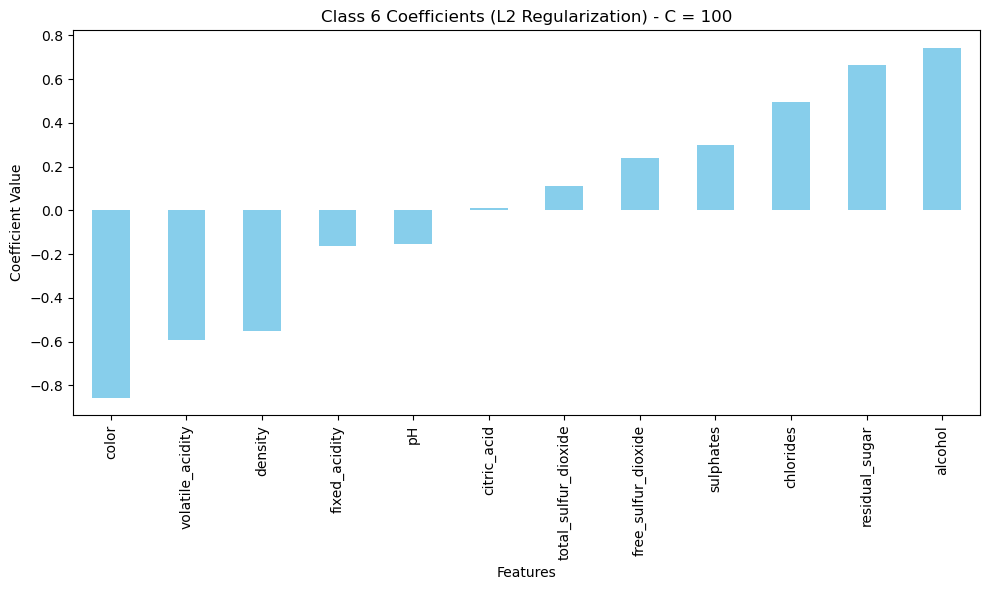 Class 6 Coefficients (L2 Regularization) - C = 100
Coefficient Value
0.8
0.6
0.4
0.2
0.0
−0.2
−0.4
−0.6
−0.8
color
volatile_acidity
density
fixed_acidity
pH
citric_acid
total_sulfur_dioxide
free_sulfur_dioxide
sulphates
chlorides
residual_sugar
alcohol
Features